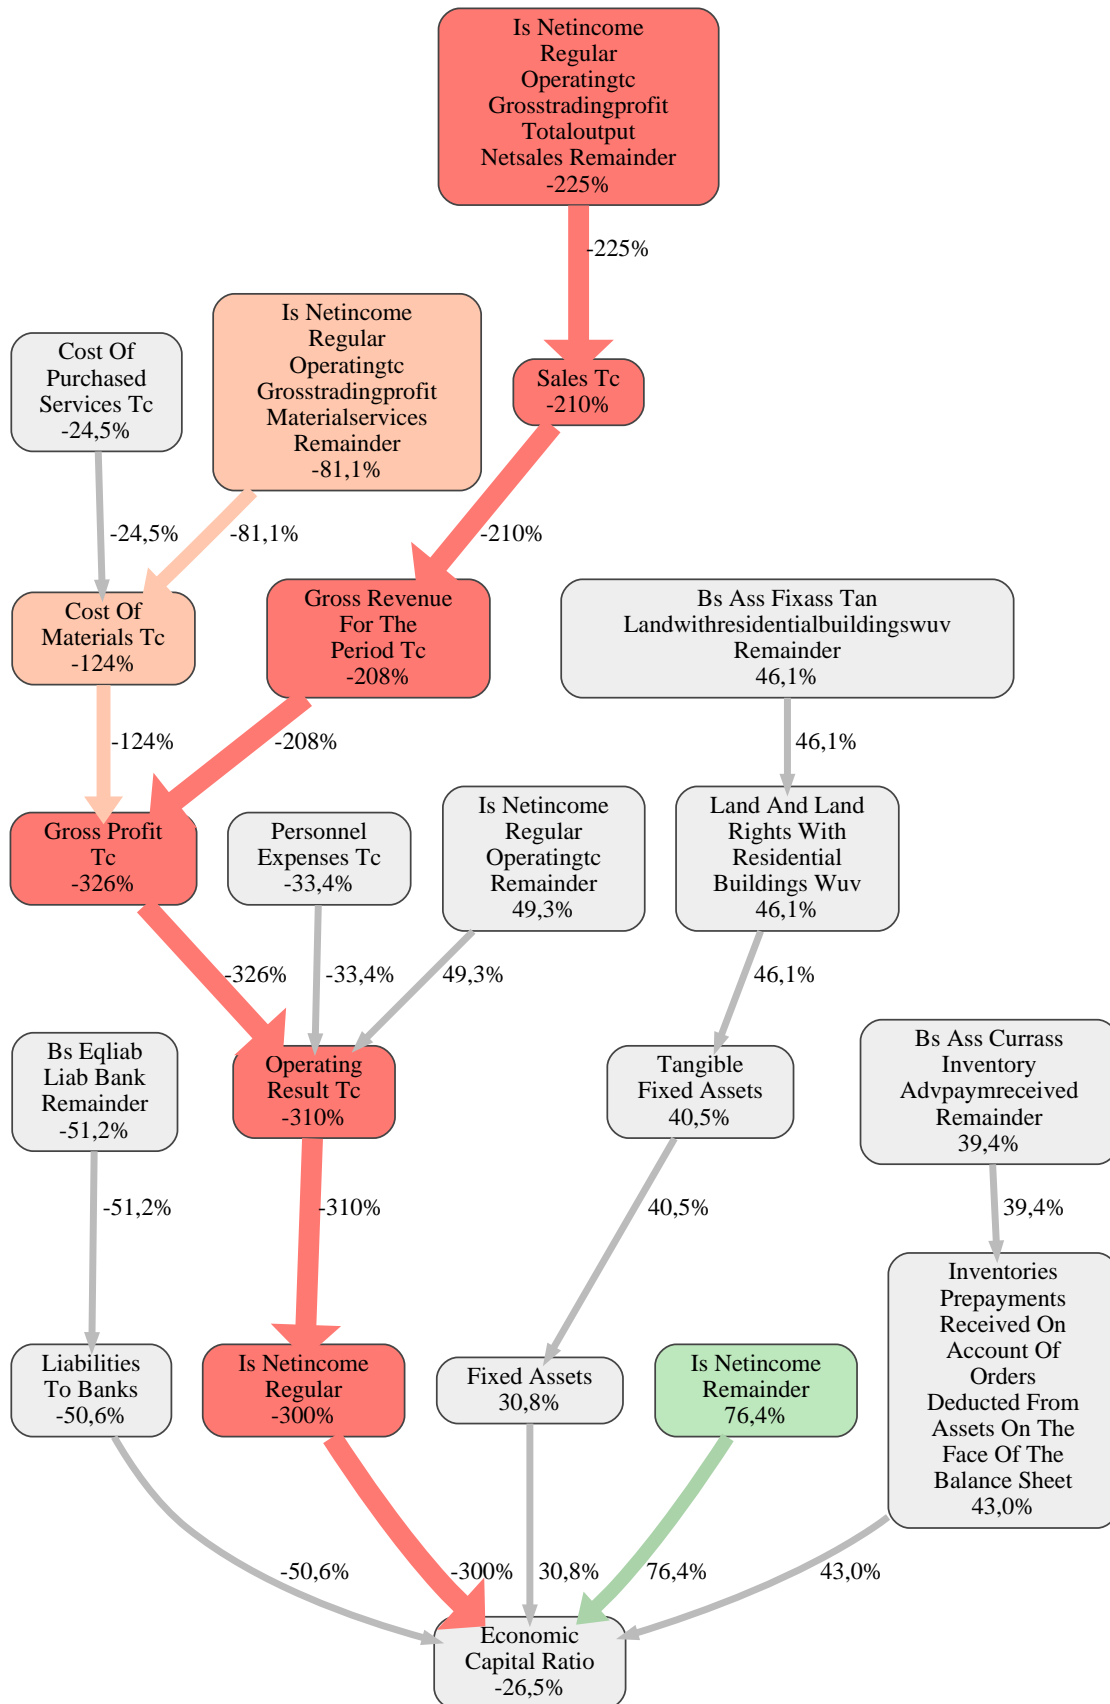 Is Netincome
Regular
Operatingtc
Grosstradingprofit
Totaloutput
Netsales Remainder
-225%
-225%
Cost Of
Purchased
Services Tc
-24,5%
Is Netincome
Regular
Operatingtc
Grosstradingprofit
Materialservices
Remainder
-81,1%
Sales Tc
-210%
-24,5%
-81,1%
-210%
Cost Of
Materials Tc
-124%
Gross Revenue
For The
Period Tc
-208%
Bs Ass Fixass Tan
Landwithresidentialbuildingswuv
Remainder
46,1%
-124%
-208%
46,1%
Gross Profit
Tc
-326%
Personnel
Expenses Tc
-33,4%
Is Netincome
Regular
Operatingtc
Remainder
49,3%
Land And Land
Rights With
Residential
Buildings Wuv
46,1%
-326%
-33,4%
49,3%
46,1%
Bs Eqliab
Liab Bank
Remainder
-51,2%
Operating
Result Tc
-310%
Tangible
Fixed Assets
40,5%
Bs Ass Currass
Inventory
Advpaymreceived
Remainder
39,4%
-51,2%
-310%
40,5%
39,4%
Liabilities
To Banks
-50,6%
Is Netincome
Regular
-300%
Fixed Assets
30,8%
Is Netincome
Remainder
76,4%
Inventories
Prepayments
Received On
Account Of
Orders
Deducted From
Assets On The
Face Of The
Balance Sheet
43,0%
-50,6%
-300%
30,8%
76,4%
43,0%
Economic
Capital Ratio
-26,5%